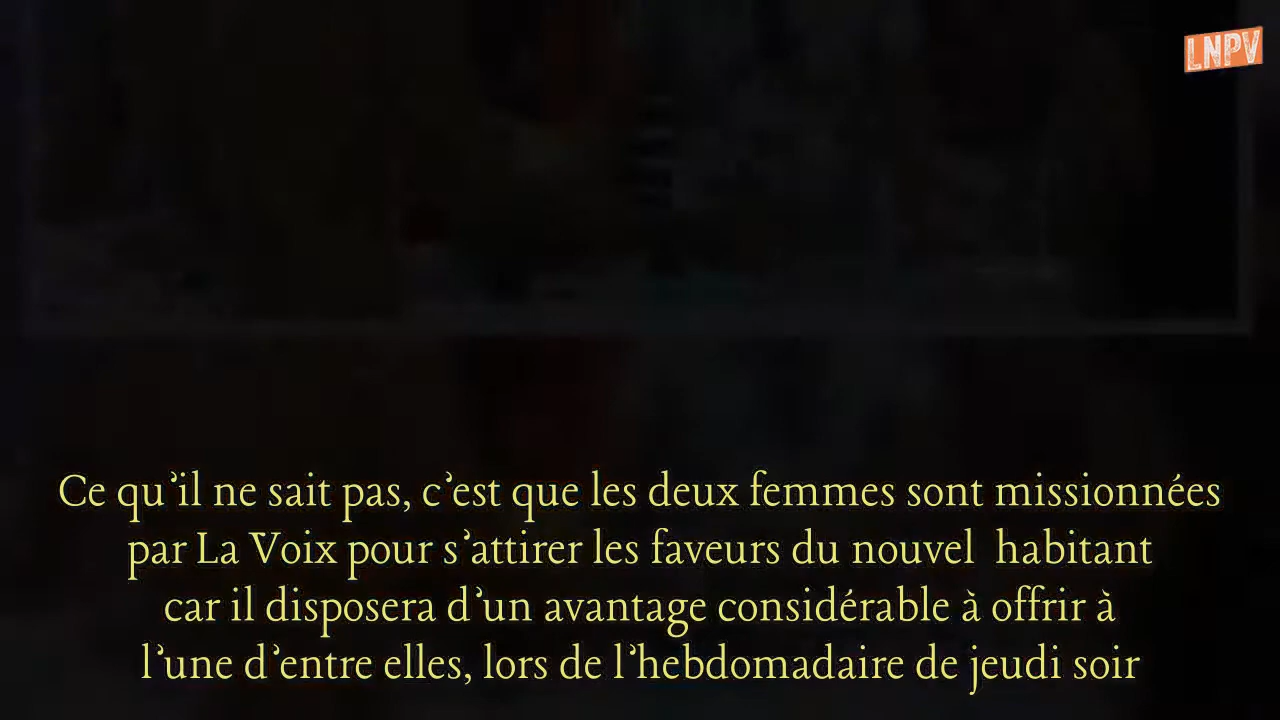 LNPV
Ce qu'il ne sait pas, c'est que les deux femmes sont missionnées
par La Voix pour s'attirer les faveurs du nouvel  habitant
car il disposera d'un avantage considérable à offrir à
l'une d'entre elles, lors de l'hebdomadaire de jeudi soir